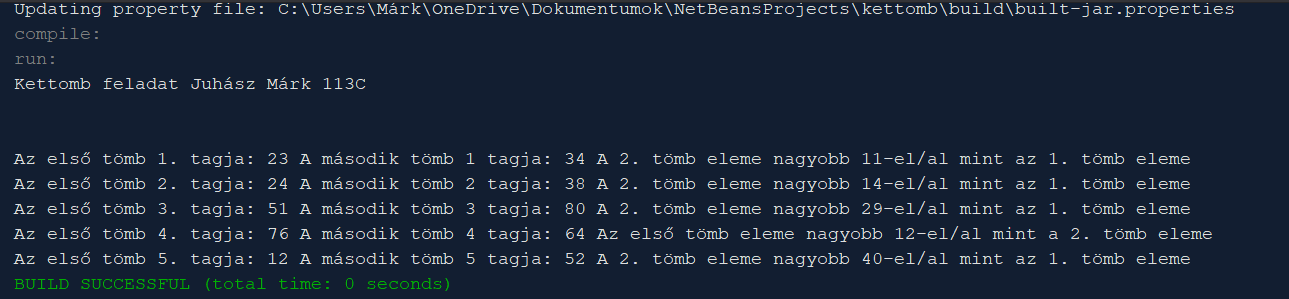 Updating property file: C:\Users\Márk\OneDrive\Dokumentumok\NetBeansProjects\kettomb\build\built-jar.properties
compile:
run:
Kettomb feladat Juhász Márk 113C
Az első tömb 1. tagja: 23 A második tömb 1 tagja: 34 A 2. tömb eleme nagyobb 11-el/al mint az 1. tömb eleme
Az első tömb 2. tagja: 24 A második tömb 2 tagja: 38 A 2. tömb eleme nagyobb 14-el/al mint az 1. tömb eleme
Az első tömb 3. tagja: 51 A második tömb 3 tagja: 80 A 2. tömb eleme nagyobb 29-el/al mint az 1. tömb eleme
Az első tömb 4. tagja: 76 A második tömb 4 tagja: 64 Az első tömb eleme nagyobb 12-el/al mint a 2. tömb eleme
Az első tömb 5. tagja: 12 A második tömb 5 tagja: 52 A 2. tömb eleme nagyobb 40-el/al mint az 1. tömb eleme
BUILD SUCCESSFUL (total time: 0 seconds)